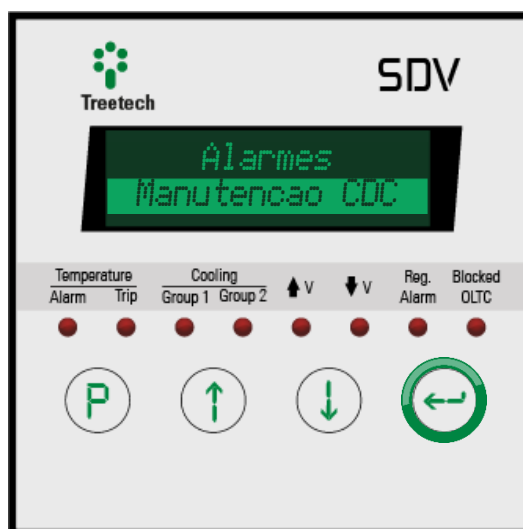 Treetech
SDV
Alarmes
Manutencao CDC
Temperature
Alarm Trip
Cooling
Group 1 Group 2
V
V
Reg.
Alarm
Blocked
OLTC
P